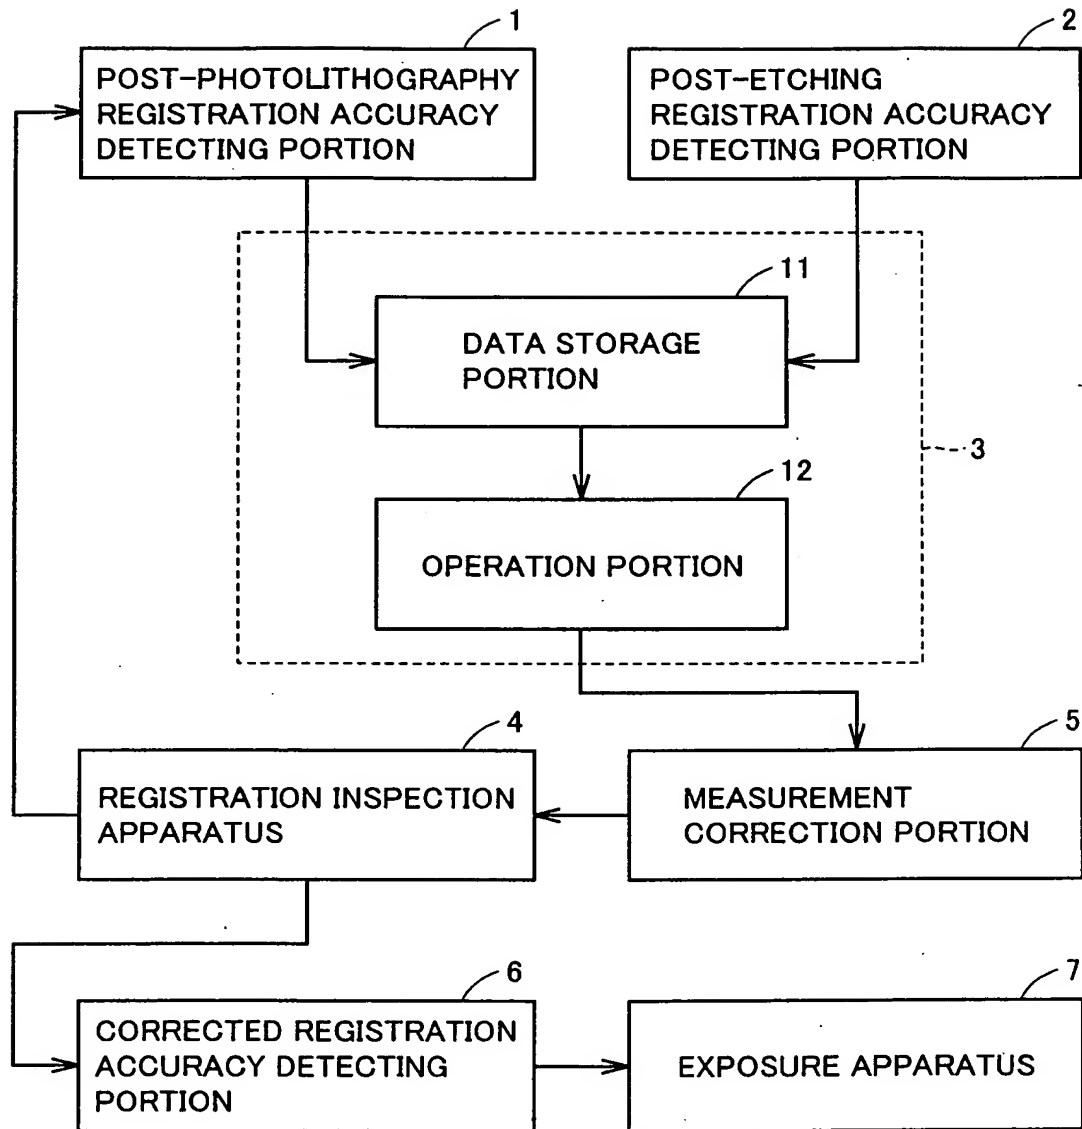 1
POST-PHOTOLITHOGRAPHY
REGISTRATION ACCURACY
DETECTING PORTION
2
POST-ETCHING
REGISTRATION ACCURACY
DETECTING PORTION
11
DATA STORAGE
PORTION
3
12
OPERATION PORTION
4
REGISTRATION INSPECTION
APPARATUS
5
MEASUREMENT
CORRECTION PORTION
6
CORRECTED REGISTRATION
ACCURACY DETECTING
PORTION
7
EXPOSURE APPARATUS